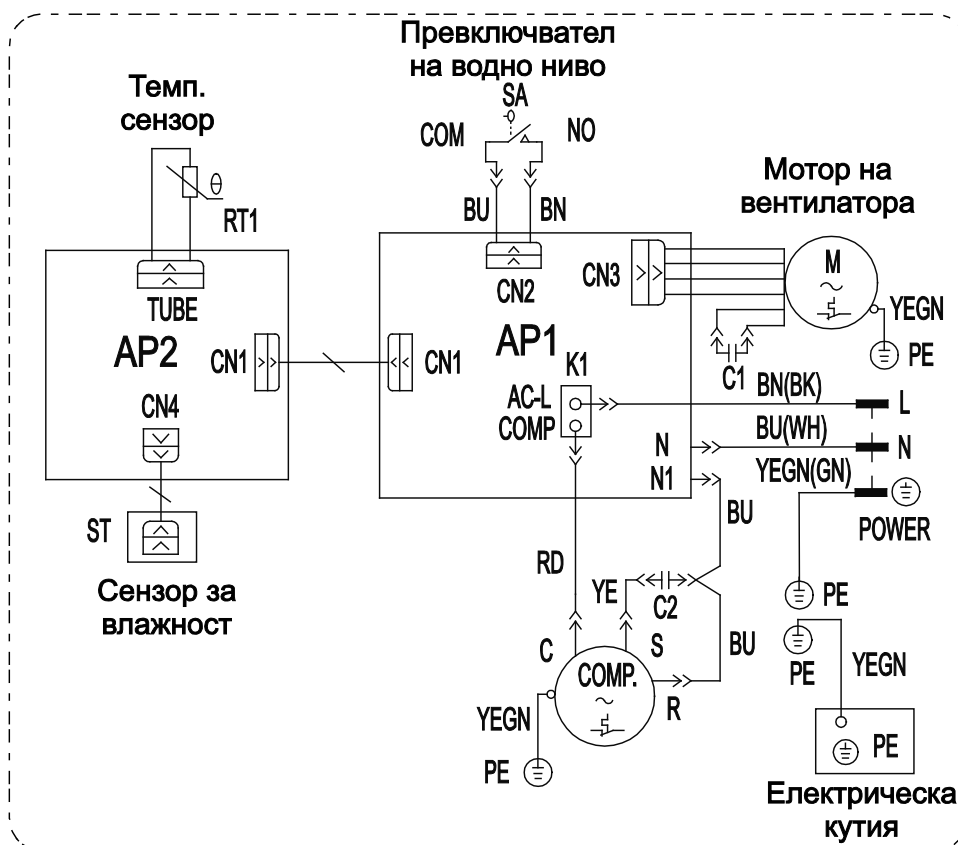 Превключвател
на водно ниво
SA
COM
NO
BU
BN
Темп.
сензор
θ
RT1
TUBE
AP2
CN1
CN4
ST
Сензор за
влажност
CN2
CN3
AP1
CN1
K1
AC-L
COMP
N
N1
Мотор на
вентилатора
M
YEGN
PE
C1
BN(BK)
L
BU(WH)
N
YEGN(GN)
POWER
BU
RD
YE
C2
PE
C
S
BU
COMP.
R
YEGN
PE
PE
YEGN
PE
Електрическа
кутия